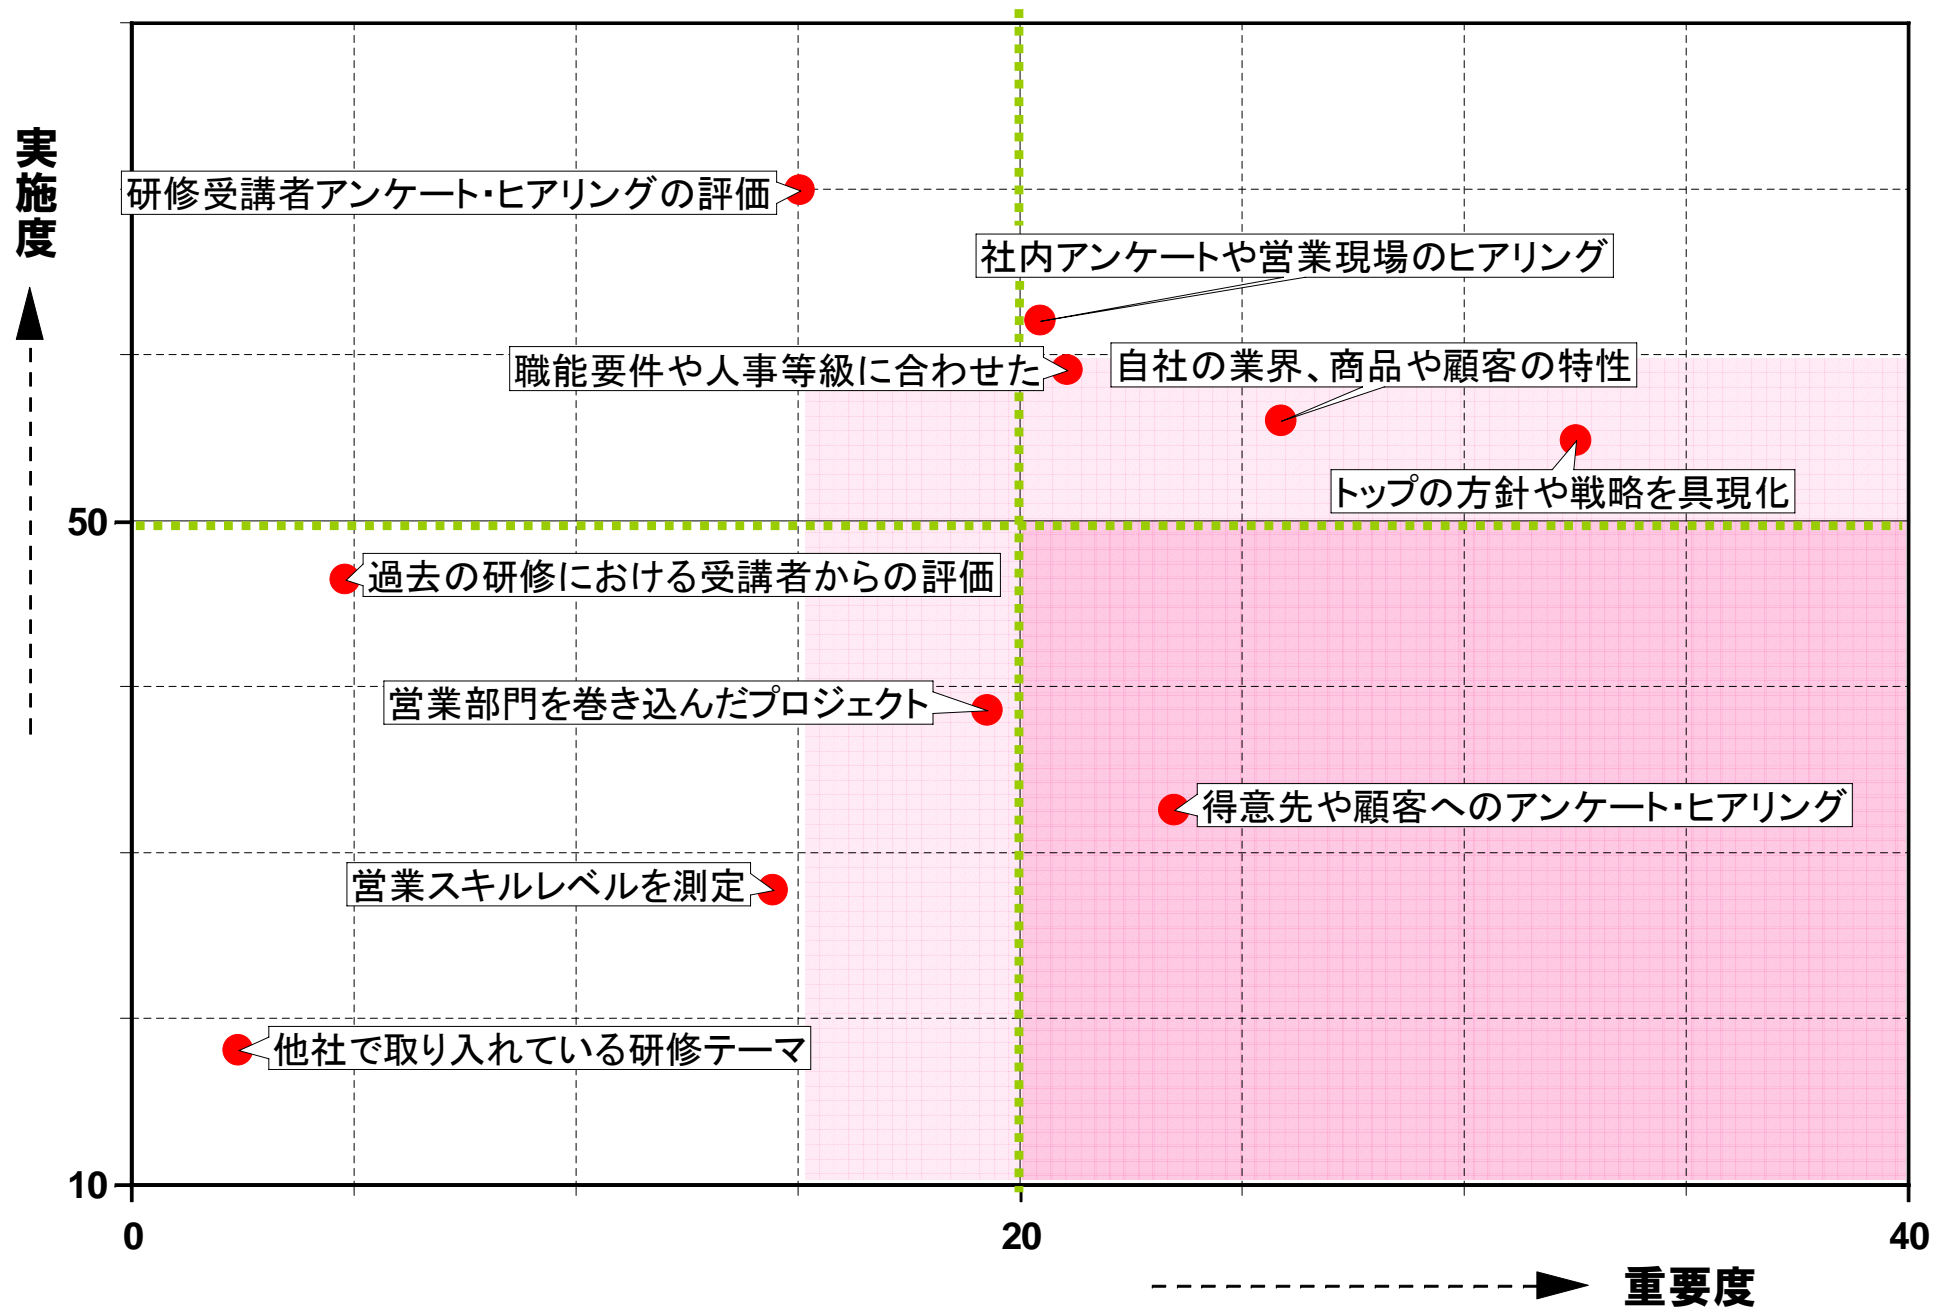 実施度
研修受講者アンケート・ヒアリングの評価
社内アンケートや営業現場のヒアリング
職能要件や人事等級に合わせた
自社の業界、商品や顧客の特性
トップの方針や戦略を具現化
50
過去の研修における受講者からの評価
営業部門を巻き込んだプロジェクト
得意先や顧客へのアンケート・ヒアリング
営業スキルレベルを測定
他社で取り入れている研修テーマ
10
0
20
40
重要度